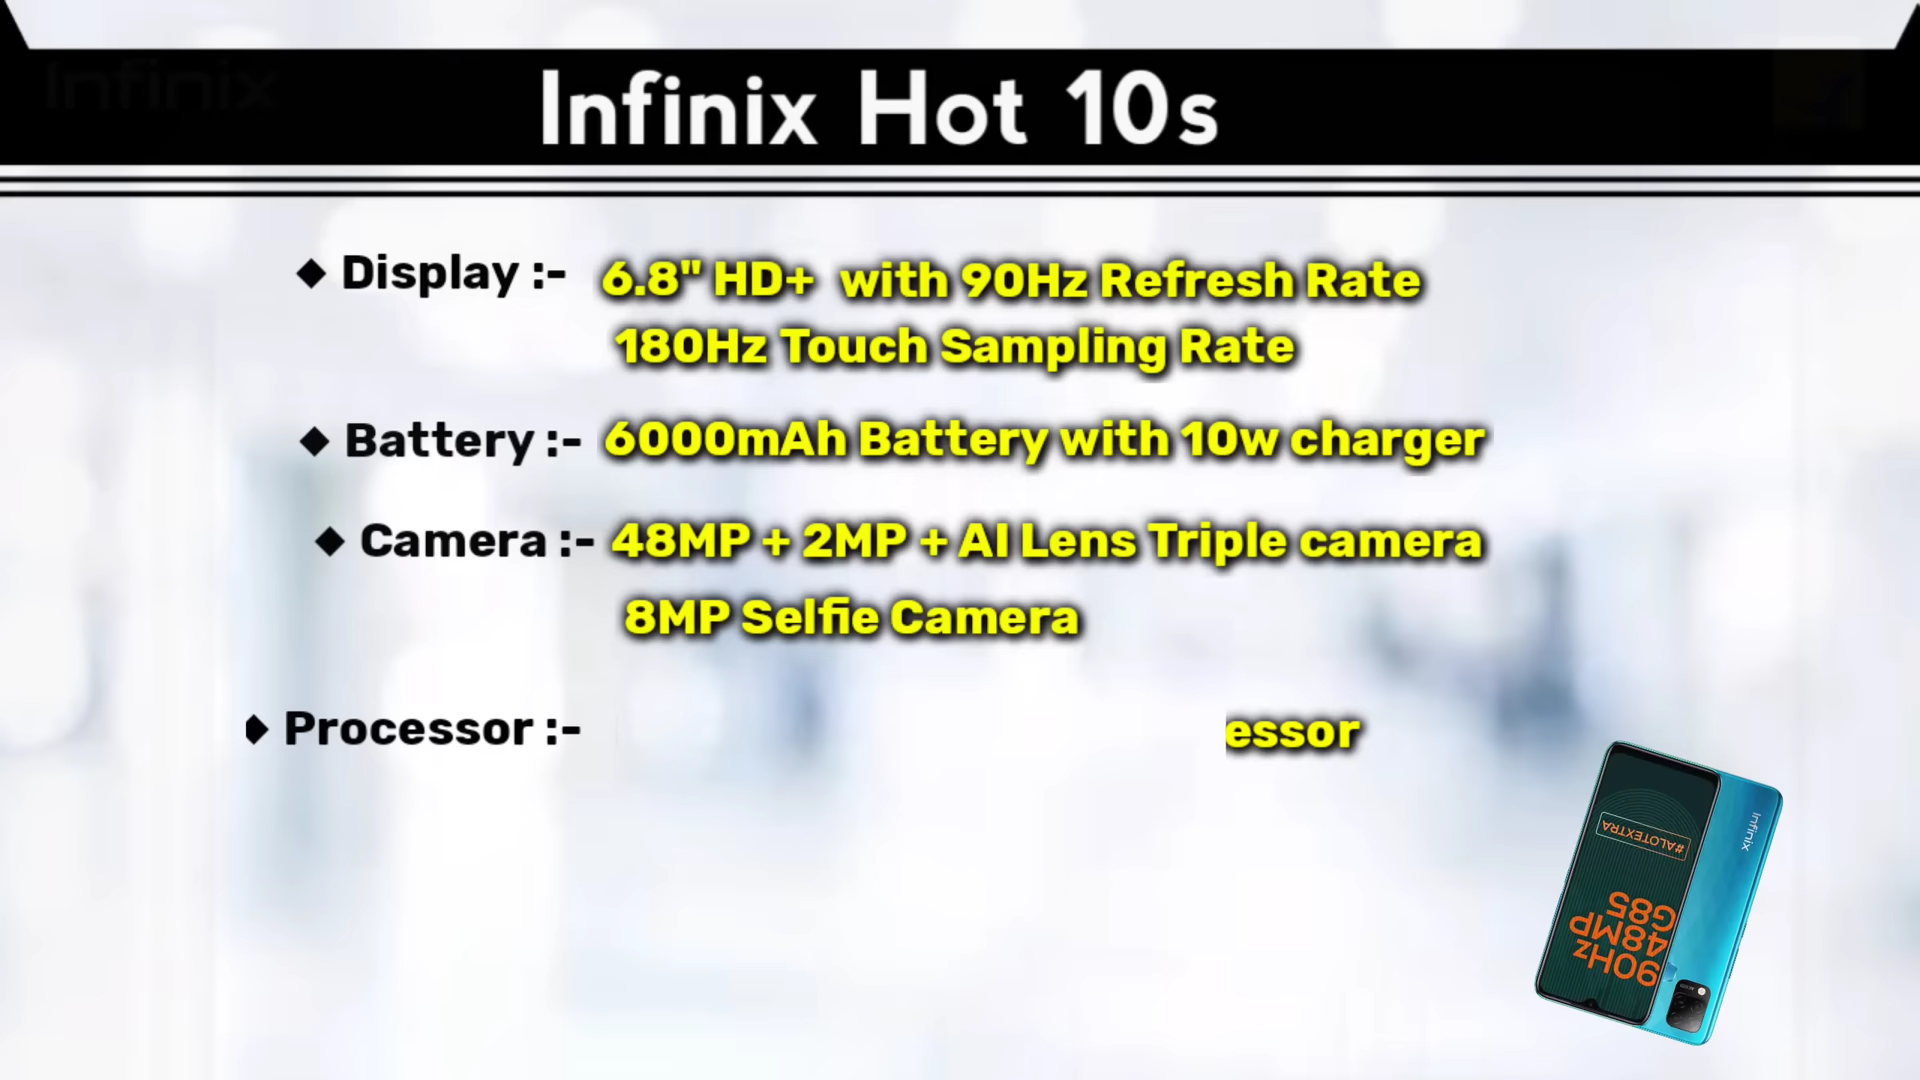 Infinix
Infinix Hot 10s
◆ Display :- 6.8" HD+ with 90Hz Refresh Rate
180Hz Touch Sampling Rate
◆ Battery :- 6000mAh Battery with 10w charger
◆ Camera :- 48MP + 2MP + AI Lens Triple camera
8MP Selfie Camera
◆ Processor :- essor
#ALOTEXTRA
Infinix
90Hz
48MP
G85